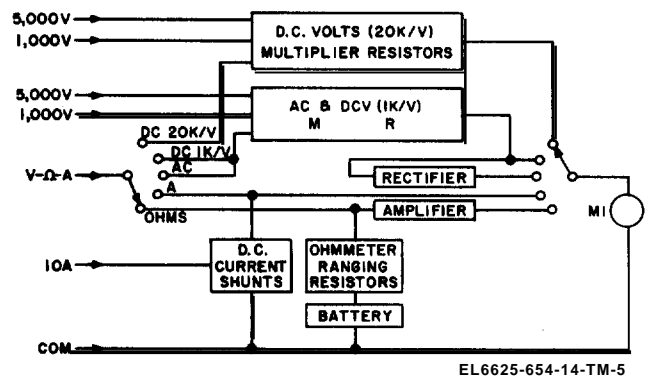 5,000V
1,000V
D.C. VOLTS (20K/V)
MULTIPLIER RESISTORS
5,000V
1,000V
AC & DCV (1K/V)
M R
DC 20K/V
DC 1K/V
AC
V-Ω-A
A
OHMS
RECTIFIER
AMPLIFIER
M1
10A
D.C.
CURRENT
SHUNTS
OHMMETER
RANGING
RESISTORS
BATTERY
COM
EL6625-654-14-TM-5